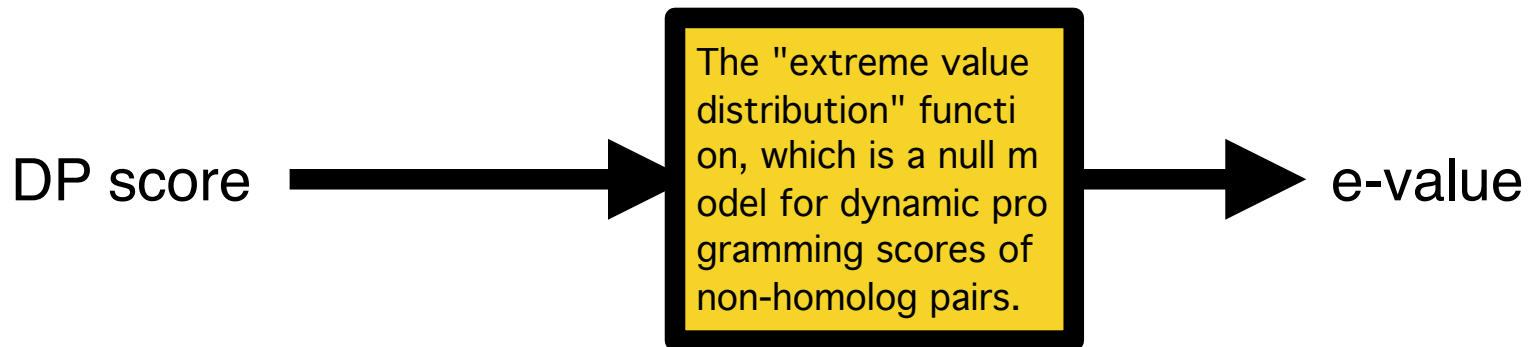 The "extreme value
distribution" functi
on, which is a null m
DP score
odel for dynamic pro
e-value
gramming scores of
non-homolog pairs.